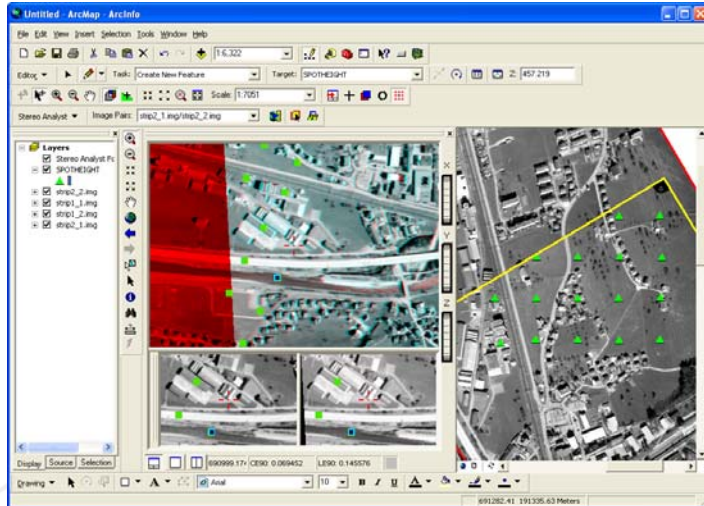 Untitled - ArcMap - ArcInfo
File Edit View Insert Selection Tools Window Help
1:6,322
Editor Task: Create New Feature Target: SPOTHEIGHT Z: 457.219
Scale: 1:7051
Stereo Analyst Image Pairs: strip2_1.img/strip2_2.img
Layers
Stereo Analyst
SPOTHEIGHT
strip2_2.img
strip1_1.img
strip1_2.img
strip2_1.img
X
Y
Z
Display Source Selection
CE90: 0.069452 LE90: 0.145576
Drawing Arial 10 B I U A
691282.41 191335.63 Meters